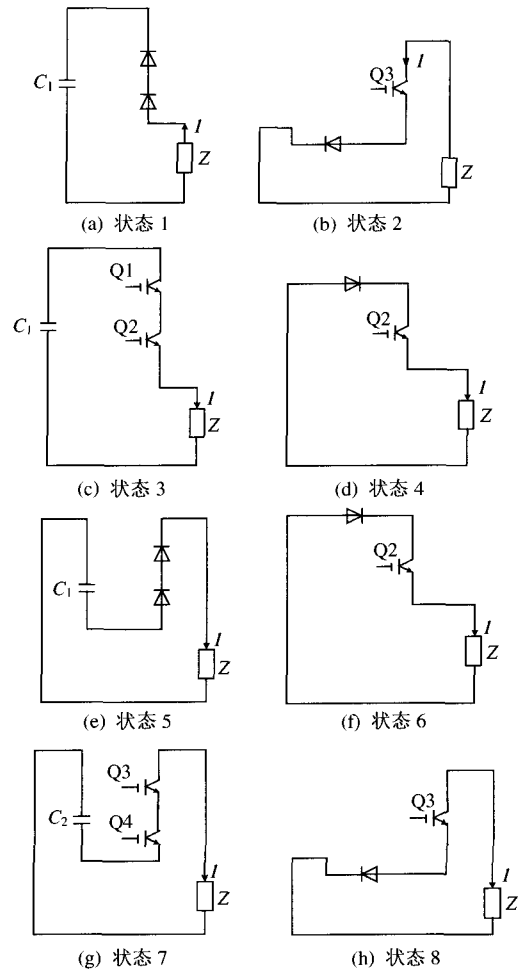 C₁
I
Z
(a) 状态 1
Q3
I
Z
(b) 状态 2
C₁
Q1
Q2
I
Z
(c) 状态 3
Q2
I
Z
(d) 状态 4
C₁
I
Z
(e) 状态 5
Q2
I
Z
(f) 状态 6
C₂
Q3
Q4
I
Z
(g) 状态 7
Q3
I
Z
(h) 状态 8